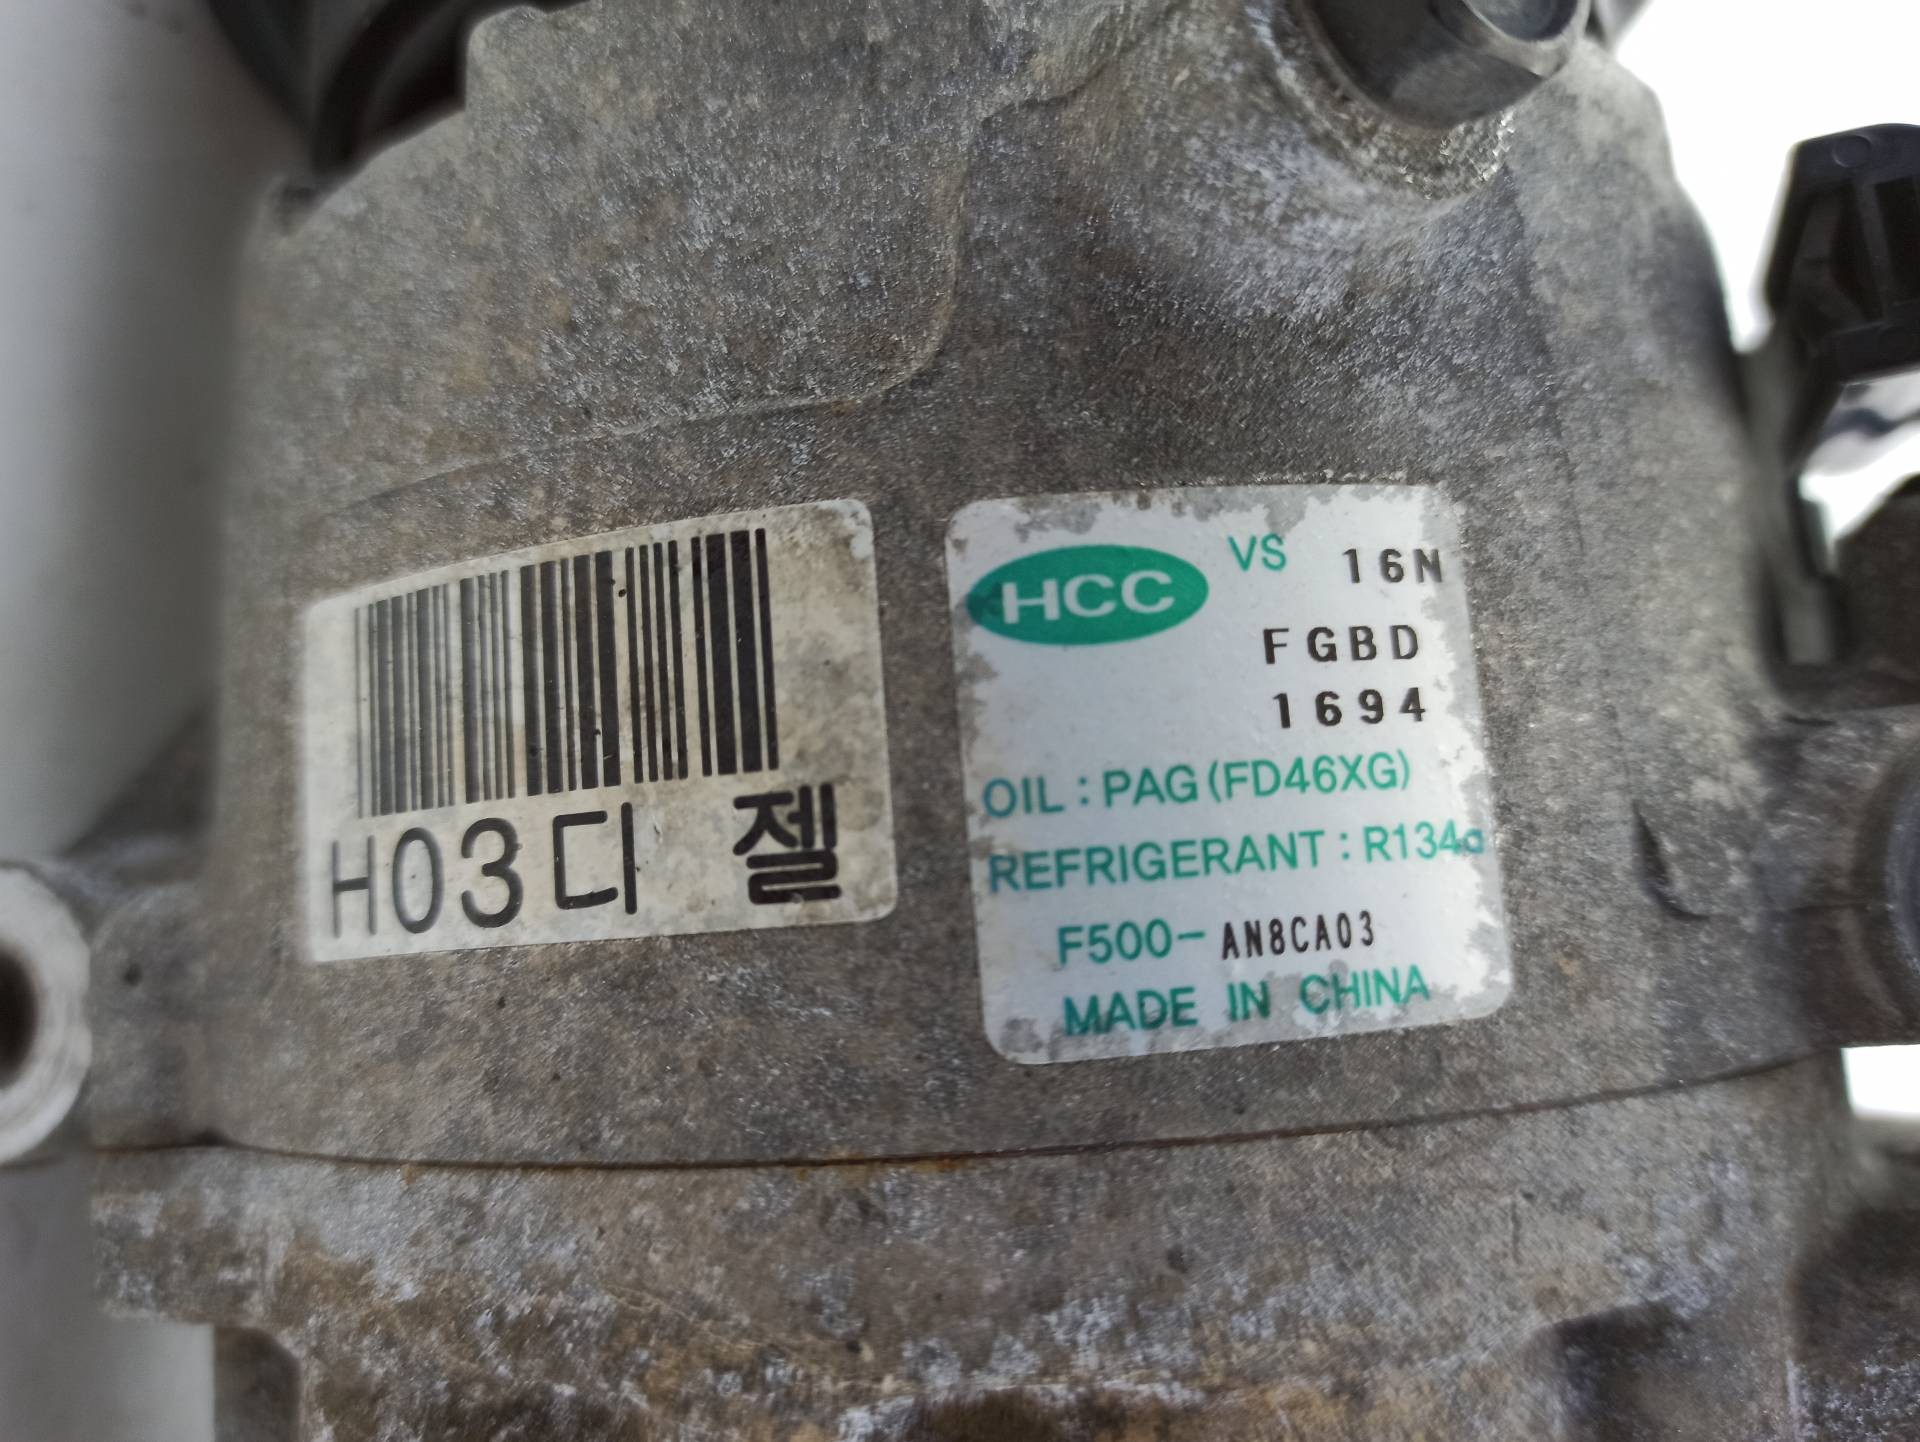 H03디 젤
HCC VS 16N
FGBD
1694
OIL : PAG (FD46XG)
REFRIGERANT : R134a
F500- AN8CA03
MADE IN CHINA